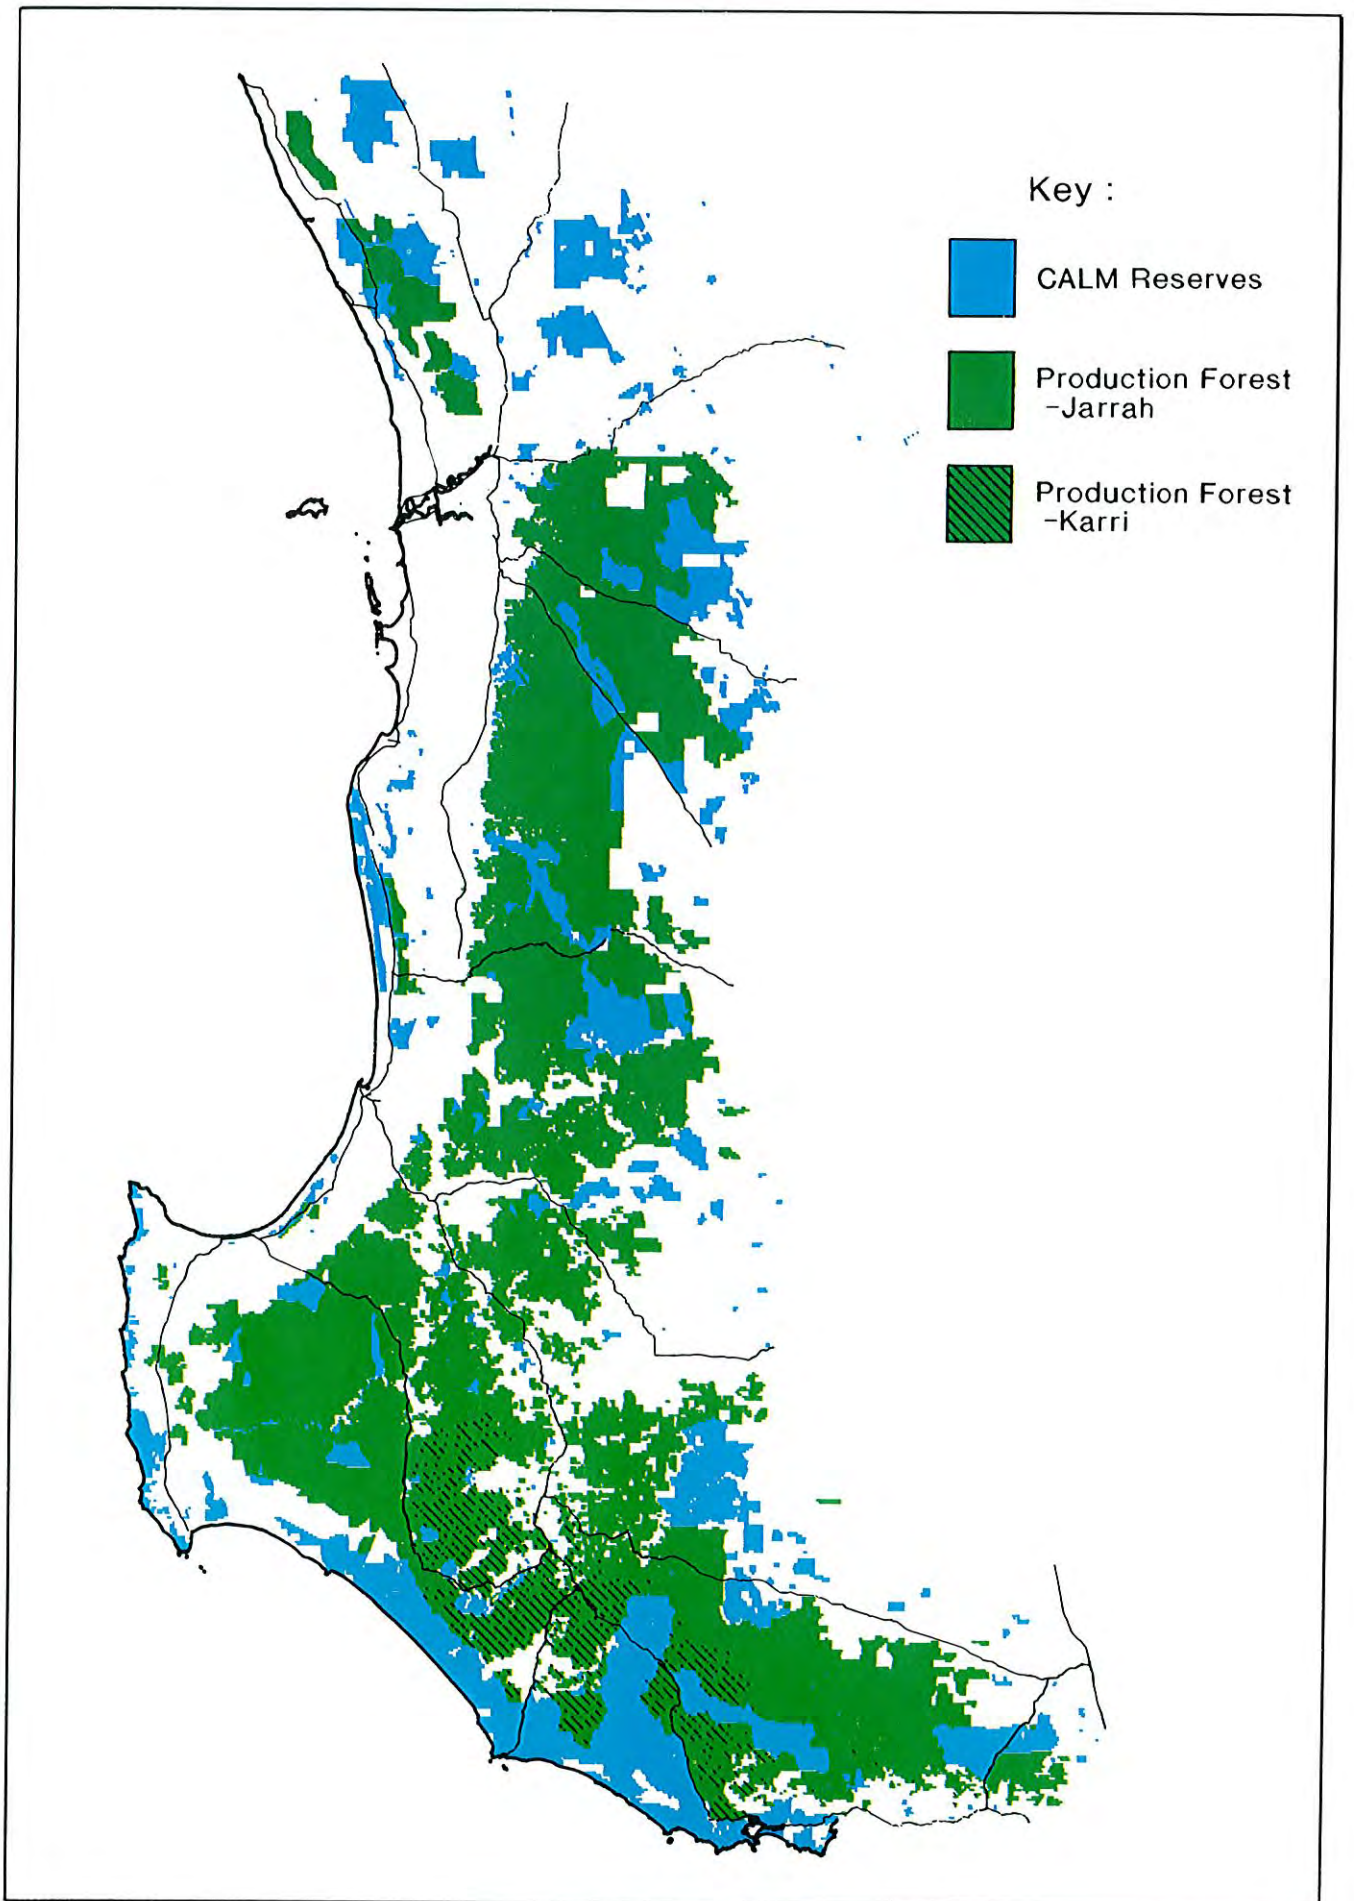 Key :
CALM Reserves
Production Forest
-Jarrah
Production Forest
-Karri